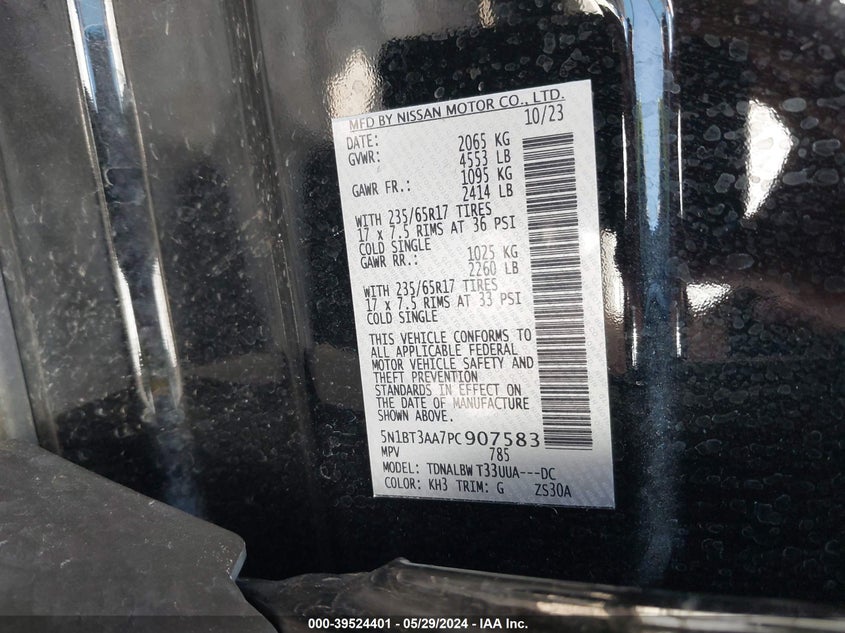 MFD BY NISSAN MOTOR CO., LTD.
DATE: 10/23
GVWR: 2065 KG
4553 LB
GAWR FR.: 1095 KG
2414 LB
WITH 235/65R17 TIRES
17 x 7.5 RIMS AT 36 PSI
COLD SINGLE
GAWR RR.: 1025 KG
2260 LB
WITH 235/65R17 TIRES
17 x 7.5 RIMS AT 33 PSI
COLD SINGLE
THIS VEHICLE CONFORMS TO
ALL APPLICABLE FEDERAL
MOTOR VEHICLE SAFETY AND
THEFT PREVENTION
STANDARDS IN EFFECT ON
THE DATE OF MANUFACTURE
SHOWN ABOVE.
5N1BT3AA7PC907583
MPV 785
MODEL: TDNALBW T33UUA---DC
COLOR: KH3 TRIM: G ZS30A
000-39524401 - 05/29/2024 - IAA Inc.